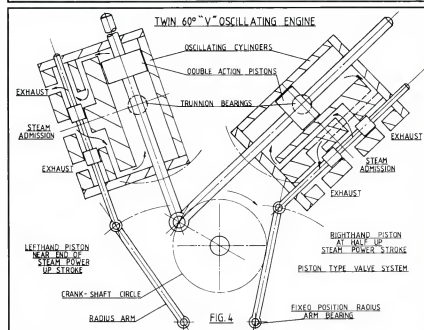 TWIN 60° "V" OSCILLATING ENGINE
OSCILLATING CYLINDERS
DOUBLE ACTION PISTONS
TRUNNION BEARINGS
EXHAUST
STEAM
ADMISSION
EXHAUST
EXHAUST
STEAM
ADMISSION
EXHAUST
LEFTHAND PISTON
NEAR END OF
STEAM POWER
UP STROKE
RIGHTHAND PISTON
AT HALF UP
STEAM POWER STROKE
PISTON TYPE VALVE SYSTEM
CRANK-SHAFT CIRCLE
RADIUS ARM
FIG. 4
FIXED POSITION RADIUS
ARM BEARING